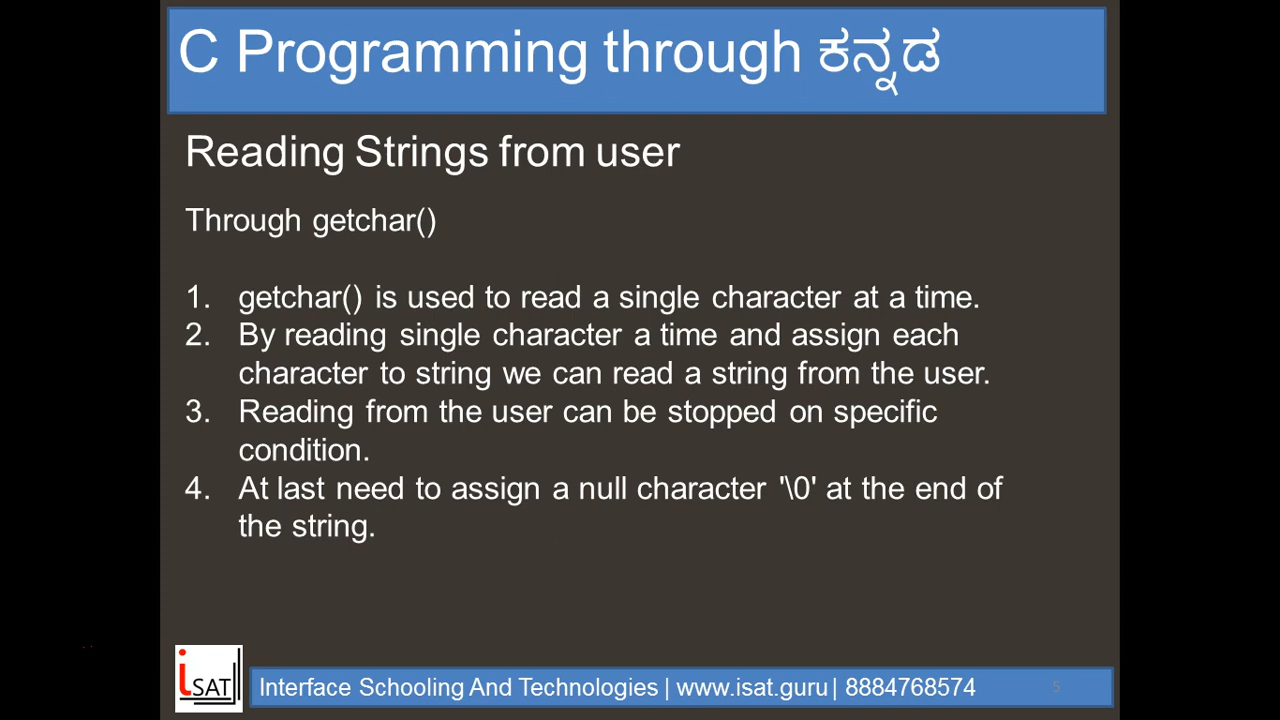 C Programming through ಕನ್ನಡ
Reading Strings from user
Through getchar()
1. getchar() is used to read a single character at a time.
2. By reading single character a time and assign each
character to string we can read a string from the user.
3. Reading from the user can be stopped on specific
condition.
4. At last need to assign a null character '\0' at the end of
the string.
iSAT
Interface Schooling And Technologies | www.isat.guru | 8884768574
5